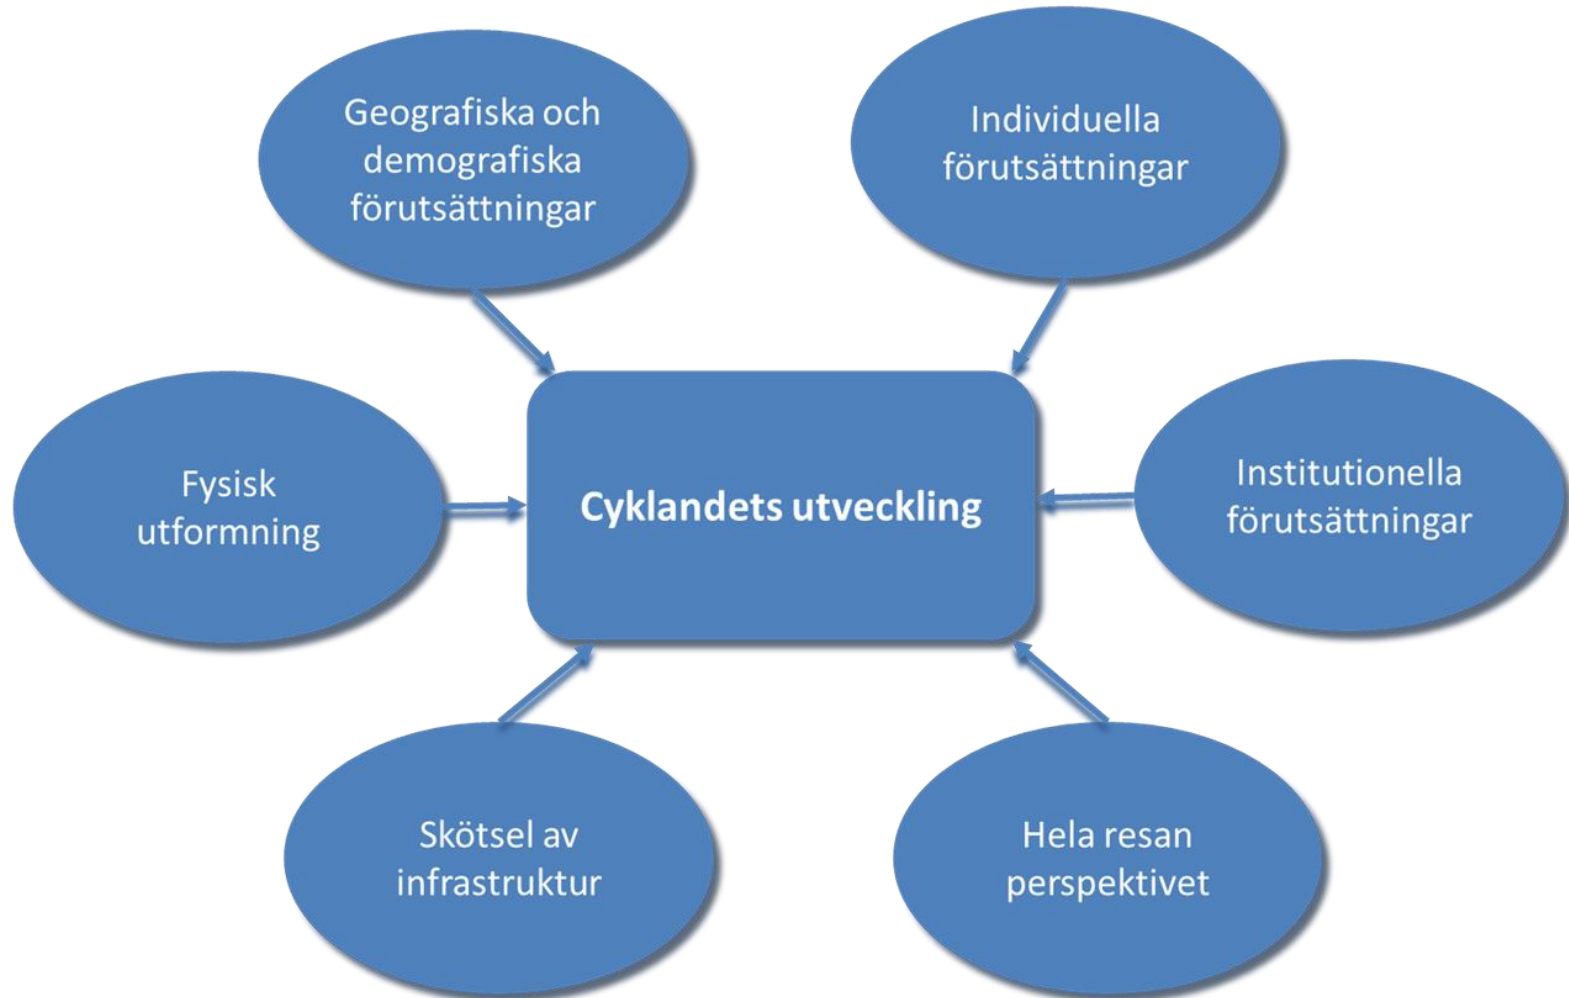 Geografiska och
demografiska
förutsättningar
Individuella
förutsättningar
Fysisk
utformning
Cyklandets utveckling
Institutionella
förutsättningar
Skötsel av
infrastruktur
Hela resan
perspektivet